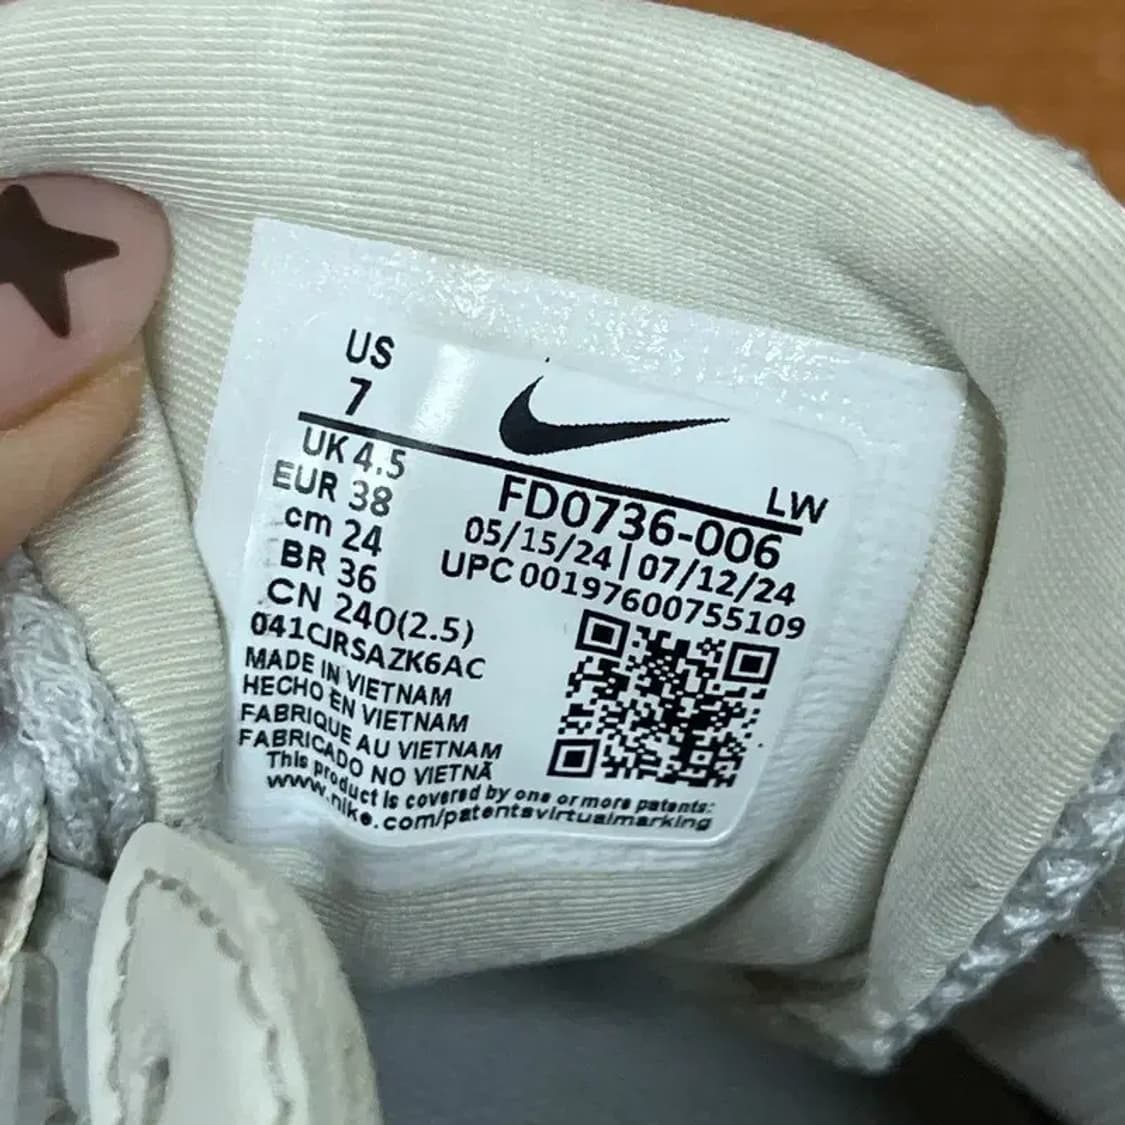 US
7
UK 4.5
EUR 38
cm 24
BR 36
CN 240(2.5)
LW
FD0736-006
05/15/24|07/12/24
UPC 00197600755109
041CJRSAZK6AC
MADE IN VIETNAM
HECHO EN VIETNAM
FABRIQUE AU VIETNAM
FABRICADO NO VIETNÃ
This product is covered by one or more patents:
www.nike.com/patentsvirtualmarking